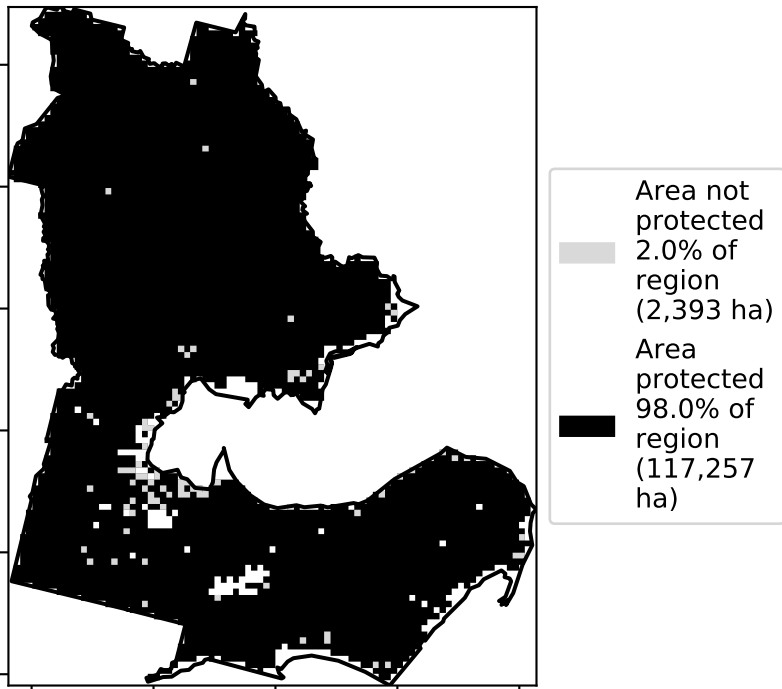 Area not
protected
2.0% of
region
(2,393 ha)
Area
protected
98.0% of
region
(117,257
ha)